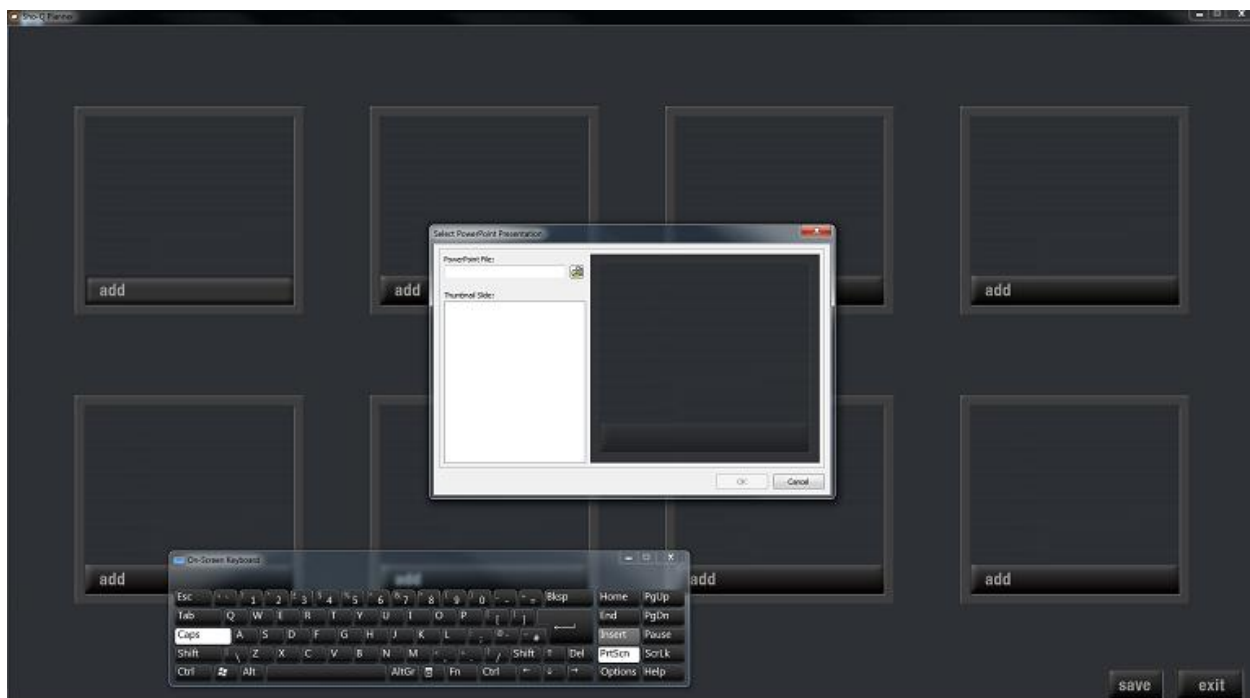 Sho-Q Planner
add
add
add
Select PowerPoint Presentation
PowerPoint File:
Thumbnail Slide:
OK
Cancel
add
add
add
add
On-Screen Keyboard
Esc 1 2 3 4 5 6 7 8 9 0 - = Bksp Home PgUp
Tab Q W E R T Y U I O P [ ] End PgDn
Caps A S D F G H J K L ; # Insert Pause
Shift \ Z X C V B N M , . / Shift ↑ Del PrtScn ScrLk
Ctrl Alt AltGr Fn Ctrl ← ↓ → Options Help
save
exit